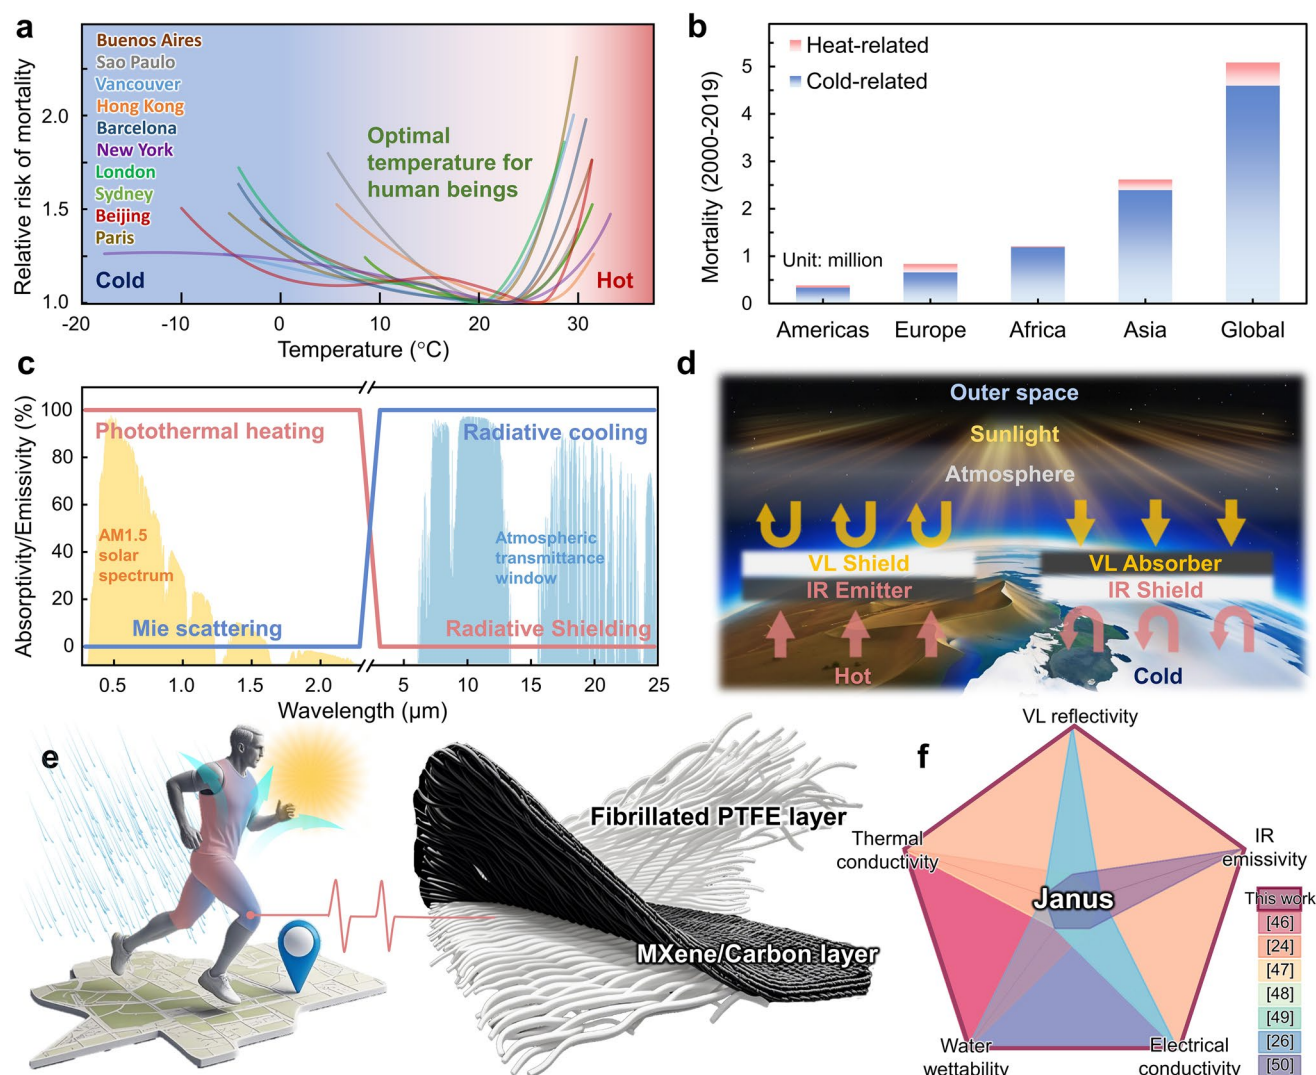 a
Buenos Aires
Sao Paulo
Vancouver
Hong Kong
Barcelona
New York
London
Sydney
Beijing
Paris
Optimal
temperature for
human beings
Cold
Hot
Relative risk of mortality
2.0
1.5
1.0
-20
-10
0
10
20
30
Temperature (°C)
b
Heat-related
Cold-related
Unit: million
Mortality (2000-2019)
5
4
3
2
1
0
Americas
Europe
Africa
Asia
Global
c
Photothermal heating
Radiative cooling
AM1.5
solar
spectrum
Atmospheric
transmittance
window
Mie scattering
Radiative Shielding
Absorptivity/Emissivity (%)
100
80
60
40
20
0
0.5
1.0
1.5
2.0
5
10
15
20
25
Wavelength (μm)
d
Outer space
Sunlight
Atmosphere
VL Shield
IR Emitter
VL Absorber
IR Shield
Hot
Cold
e
Fibrillated PTFE layer
MXene/Carbon layer
f
VL reflectivity
Thermal
conductivity
IR
emissivity
Janus
Water
wettability
Electrical
conductivity
This work
[46]
[24]
[47]
[48]
[49]
[26]
[50]